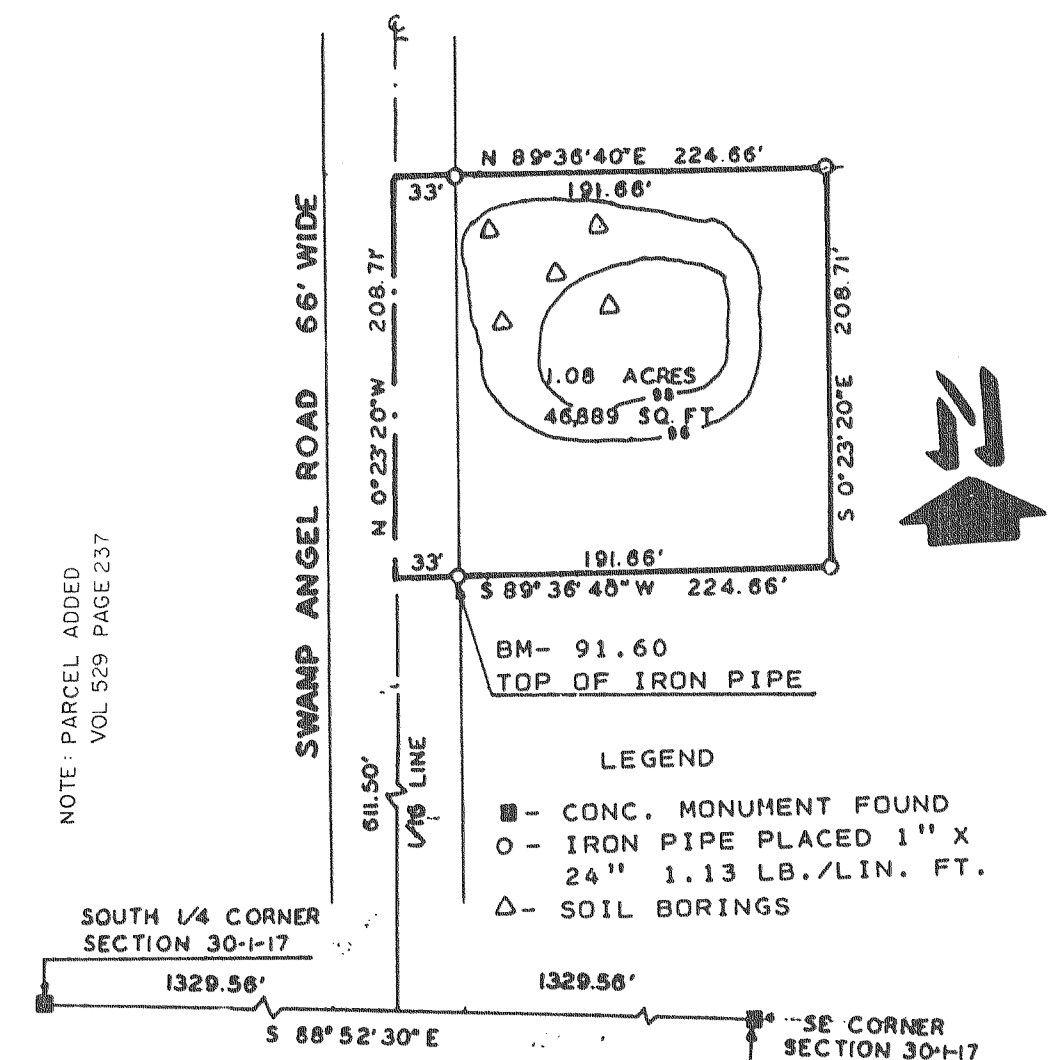 ℄
N 89°36'40"E 224.66'
33'
191.66'
SWAMP ANGEL ROAD 66' WIDE
N 0°23'20"W 208.71'
S 0°23'20"E 208.71'
1.08 ACRES
46,889 SQ. FT.
98
96
N
33'
191.66'
S 89°36'40"W 224.66'
BM- 91.60
TOP OF IRON PIPE
NOTE: PARCEL ADDED
VOL 529 PAGE 237
611.50'
1/16 LINE
LEGEND
■- CONC. MONUMENT FOUND
O- IRON PIPE PLACED 1" X
24" 1.13 LB./LIN. FT.
△- SOIL BORINGS
SOUTH 1/4 CORNER
SECTION 30-1-17
1329.56'
1329.56'
S 88°52'30"E
SE CORNER
SECTION 30-1-17